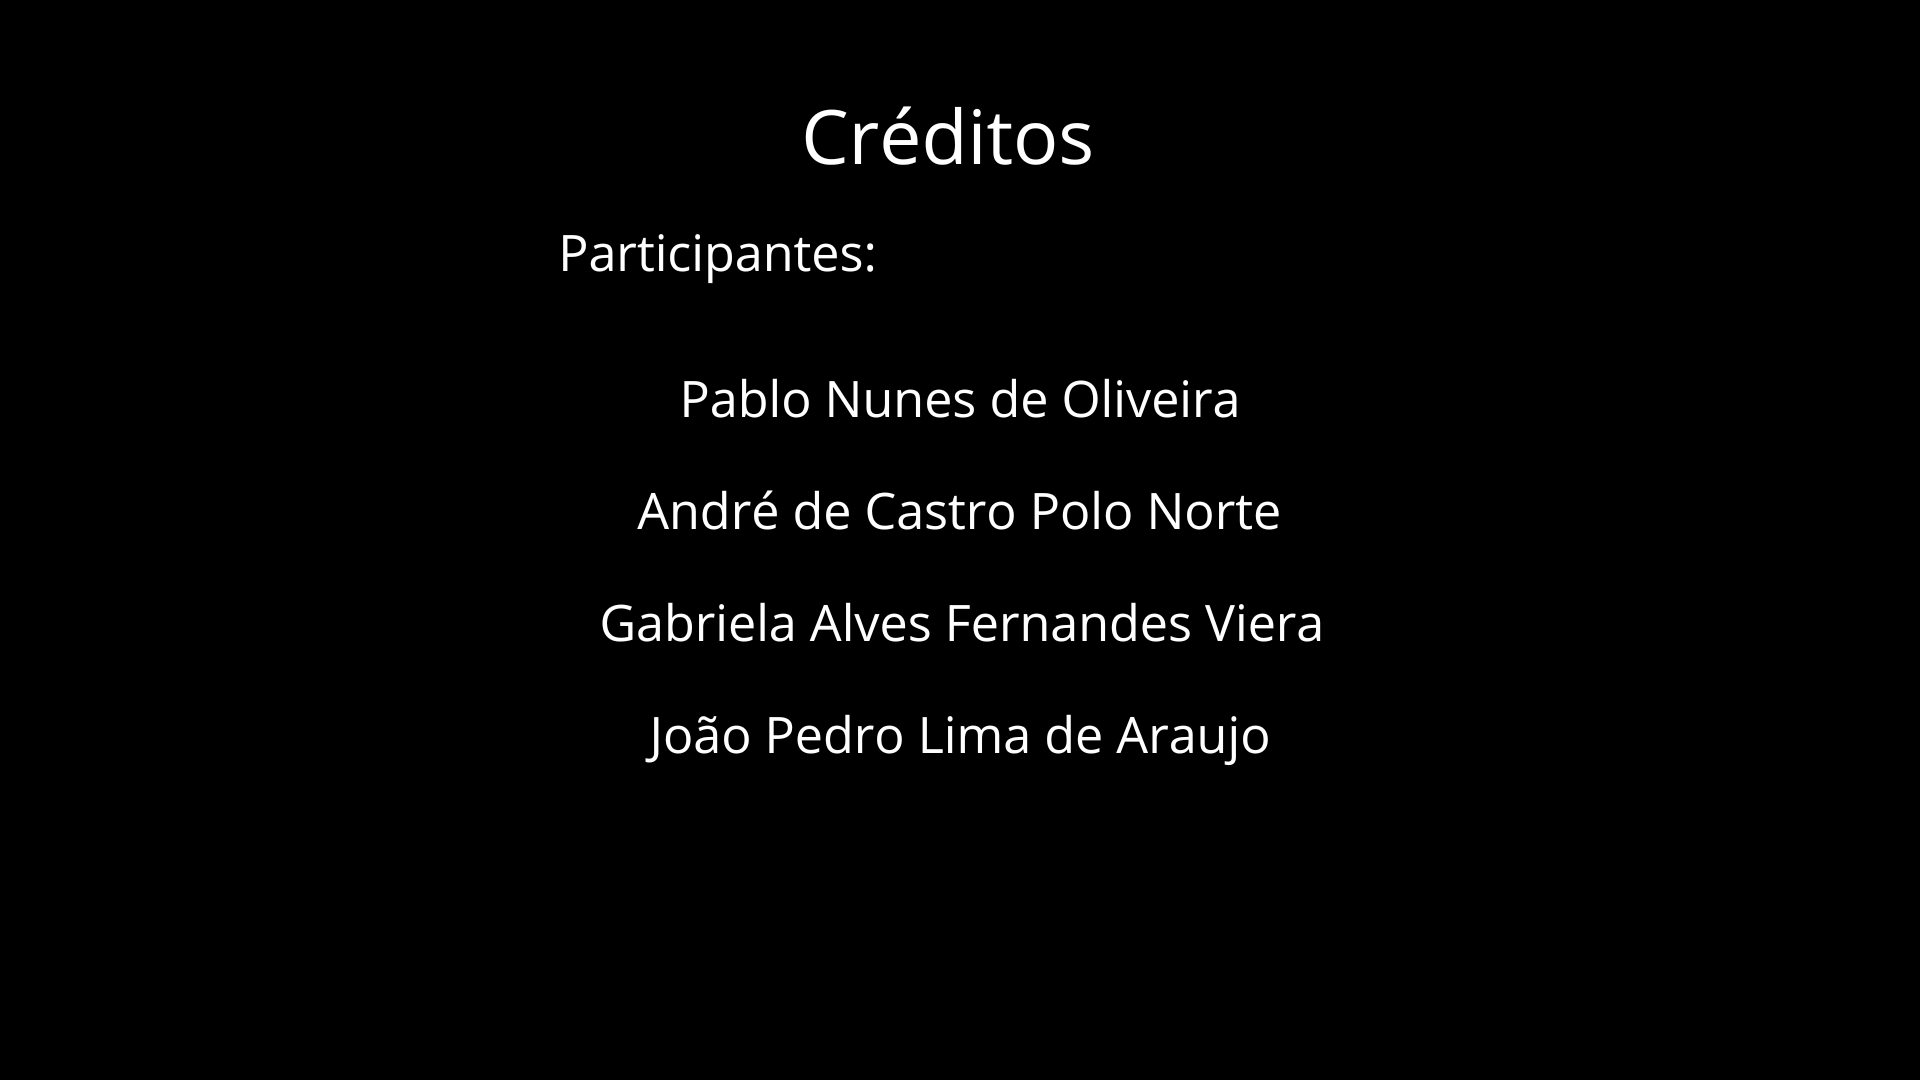 Créditos
Participantes:
Pablo Nunes de Oliveira
André de Castro Polo Norte
Gabriela Alves Fernandes Viera
João Pedro Lima de Araujo